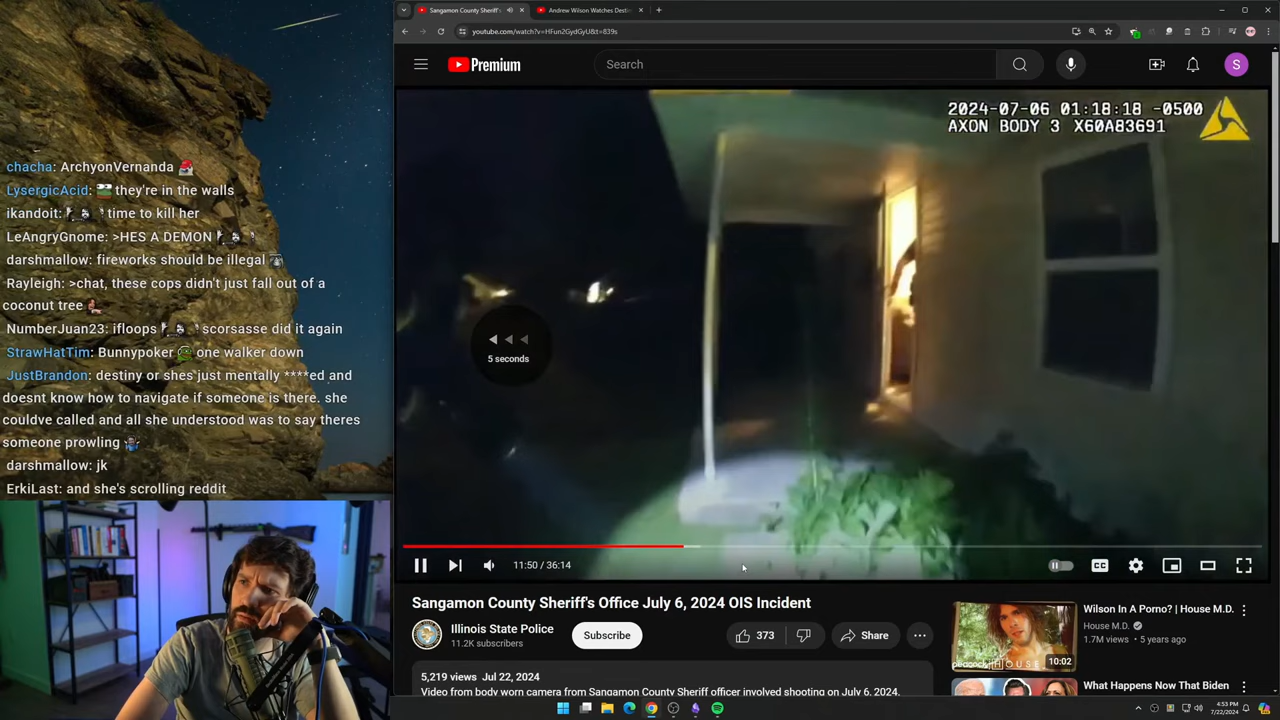 Sangamon County Sheriff'
Andrew Wilson Watches Desti
youtube.com/watch?v=HFun2GydGyU&t=839s
Premium
Search
S
2024-07-06 01:18:18 -0500
AXON BODY 3 X60A83691
chacha: ArchyonVernanda
LysergicAcid: they're in the walls
ikandoit: time to kill her
LeAngryGnome: >HES A DEMON
darshmallow: fireworks should be illegal
Rayleigh: >chat, these cops didn't just fall out of a
coconut tree
NumberJuan23: ifloops scorsasse did it again
StrawHatTim: Bunnypoker one walker down
JustBrandon: destiny or shes just mentally ****ed and
doesnt know how to navigate if someone is there. she
couldve called and all she understood was to say theres
someone prowling
darshmallow: jk
ErkiLast: and she's scrolling reddit
5 seconds
11:50 / 36:14
CC
Sangamon County Sheriff's Office July 6, 2024 OIS Incident
Illinois State Police
11.2K subscribers
Subscribe
373
Share
5,219 views Jul 22, 2024
Video from body worn camera from Sangamon County Sheriff officer involved shooting on July 6, 2024.
peacock HOUSE
10:02
Wilson In A Porno? | House M.D.
House M.D.
1.7M views • 5 years ago
What Happens Now That Biden
4:53 PM
7/22/2024